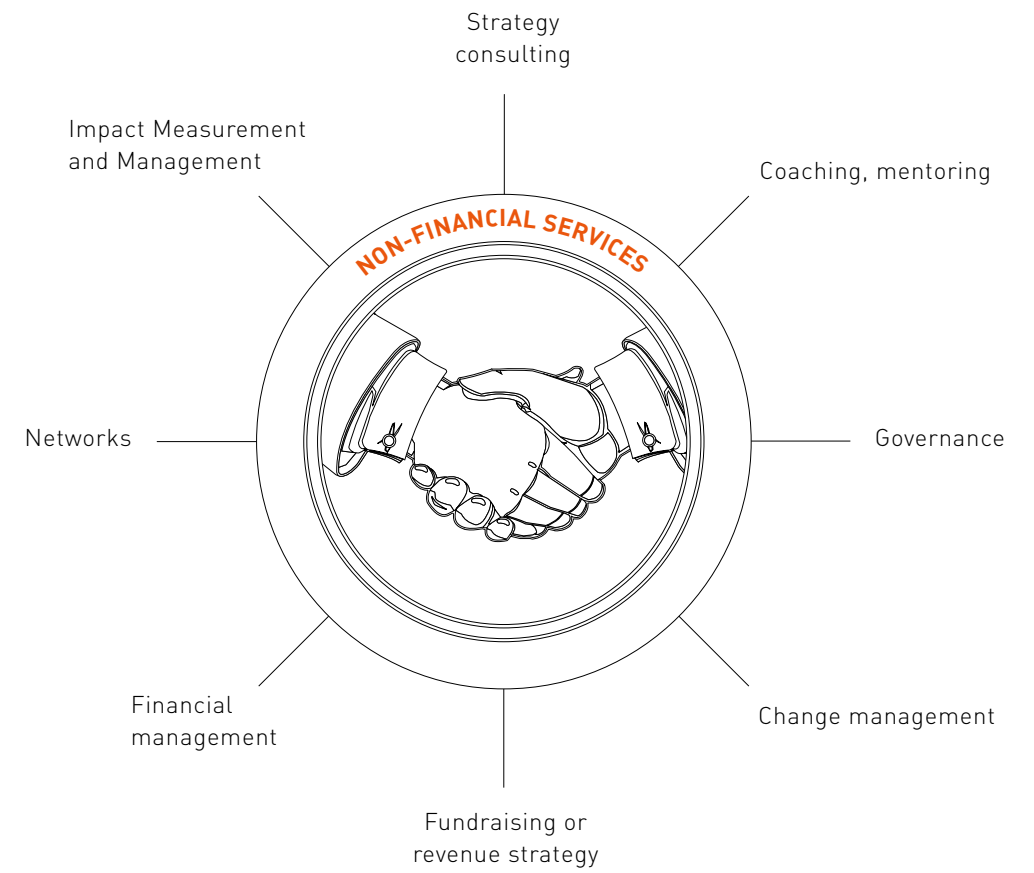 Strategy
consulting
Impact Measurement
and Management
Coaching, mentoring
NON-FINANCIAL SERVICES
Networks
Governance
Financial
management
Change management
Fundraising or
revenue strategy